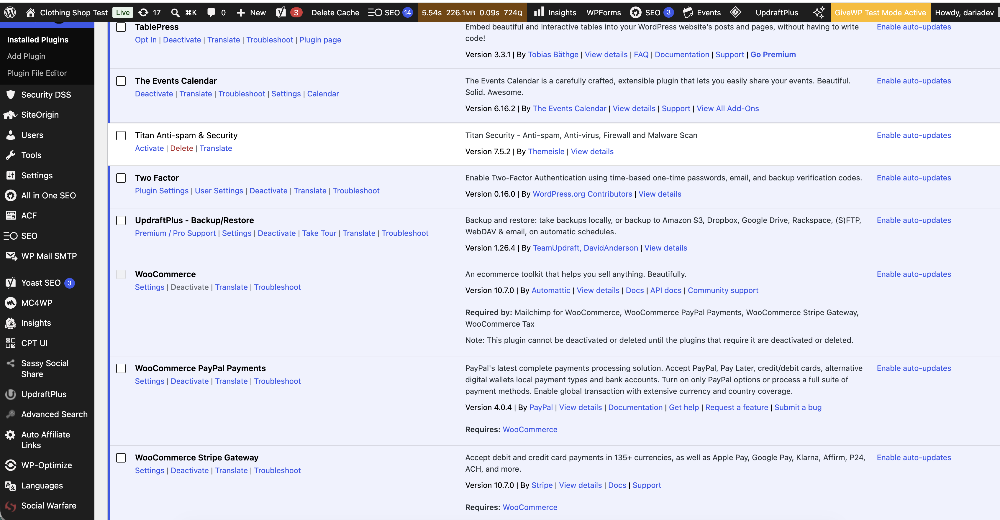 Clothing Shop Test Live 17 ⌘K 0 New 3 Delete Cache SEO 14 5.54s 226.1MB 0.09s 724Q Insights WPForms SEO 3 Events UpdraftPlus GiveWP Test Mode Active Howdy, dariadev
Installed Plugins
Add Plugin
Plugin File Editor
Security DSS
SiteOrigin
Users
Tools
Settings
All in One SEO
ACF
SEO
WP Mail SMTP
Yoast SEO 3
MC4WP
Insights
CPT UI
Sassy Social
Share
UpdraftPlus
Advanced Search
Auto Affiliate
Links
WP-Optimize
Languages
Social Warfare
TablePress
Opt In | Deactivate | Translate | Troubleshoot | Plugin page
Embed beautiful and interactive tables into your WordPress website's posts and pages, without having to write
code!
Version 3.3.1 | By Tobias Bäthge | View details | FAQ | Documentation | Support | Go Premium
Enable auto-updates
The Events Calendar
Deactivate | Translate | Troubleshoot | Settings | Calendar
The Events Calendar is a carefully crafted, extensible plugin that lets you easily share your events. Beautiful.
Solid. Awesome.
Version 6.16.2 | By The Events Calendar | View details | Support | View All Add-Ons
Enable auto-updates
Titan Anti-spam & Security
Activate | Delete | Translate
Titan Security - Anti-spam, Anti-virus, Firewall and Malware Scan
Version 7.5.2 | By Themeisle | View details
Enable auto-updates
Two Factor
Plugin Settings | User Settings | Deactivate | Translate | Troubleshoot
Enable Two-Factor Authentication using time-based one-time passwords, email, and backup verification codes.
Version 0.16.0 | By WordPress.org Contributors | View details
Enable auto-updates
UpdraftPlus - Backup/Restore
Premium / Pro Support | Settings | Deactivate | Take Tour | Translate | Troubleshoot
Backup and restore: take backups locally, or backup to Amazon S3, Dropbox, Google Drive, Rackspace, (S)FTP,
WebDAV & email, on automatic schedules.
Version 1.26.4 | By TeamUpdraft, DavidAnderson | View details
Enable auto-updates
WooCommerce
Settings | Deactivate | Translate | Troubleshoot
An ecommerce toolkit that helps you sell anything. Beautifully.
Version 10.7.0 | By Automattic | View details | Docs | API docs | Community support
Required by: Mailchimp for WooCommerce, WooCommerce PayPal Payments, WooCommerce Stripe Gateway,
WooCommerce Tax
Note: This plugin cannot be deactivated or deleted until the plugins that require it are deactivated or deleted.
Enable auto-updates
WooCommerce PayPal Payments
Settings | Deactivate | Translate | Troubleshoot
PayPal's latest complete payments processing solution. Accept PayPal, Pay Later, credit/debit cards, alternative
digital wallets local payment types and bank accounts. Turn on only PayPal options or process a full suite of
payment methods. Enable global transaction with extensive currency and country coverage.
Version 4.0.4 | By PayPal | View details | Documentation | Get help | Request a feature | Submit a bug
Requires: WooCommerce
Enable auto-updates
WooCommerce Stripe Gateway
Settings | Deactivate | Translate | Troubleshoot
Accept debit and credit card payments in 135+ currencies, as well as Apple Pay, Google Pay, Klarna, Affirm, P24,
ACH, and more.
Version 10.7.0 | By Stripe | View details | Docs | Support
Requires: WooCommerce
Enable auto-updates